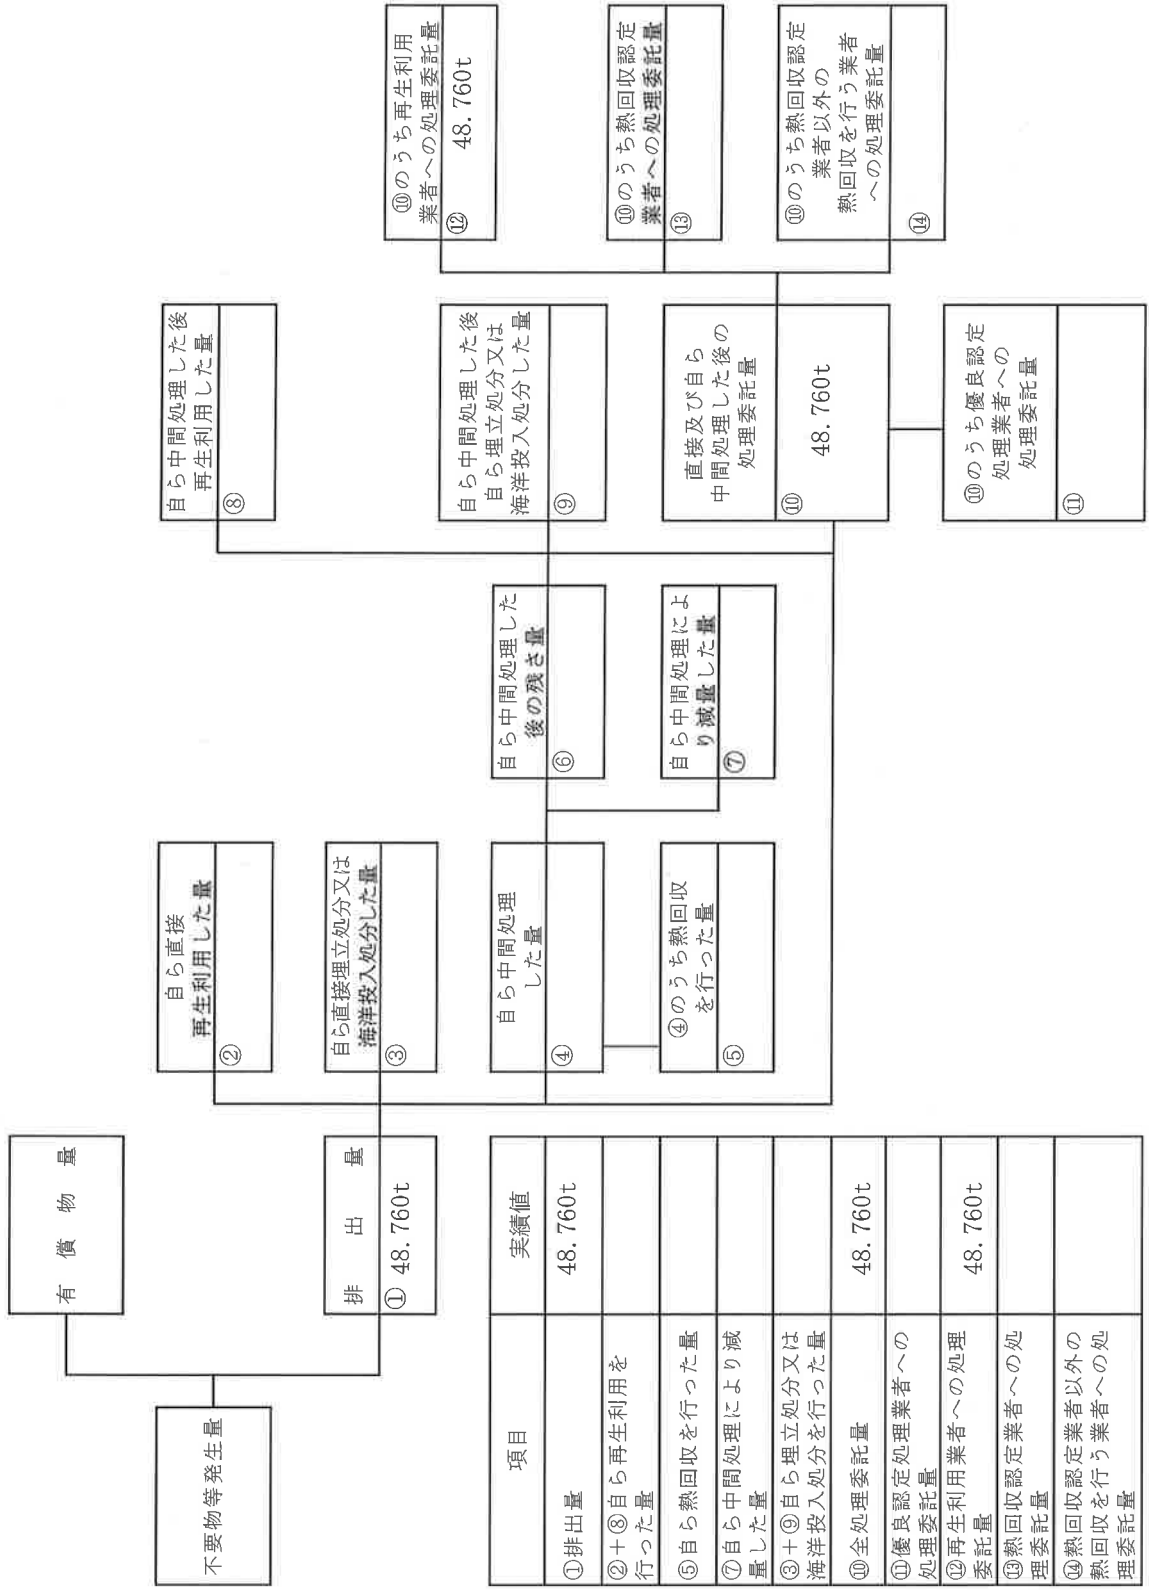 不要物等発生量
有償物量
排出量
① 48.760t
自ら直接
再生利用した量
②
自ら直接埋立処分又は
海洋投入処分した量
③
自ら中間処理
した量
④
④のうち熱回収
を行った量
⑤
自ら中間処理した
後の残さ量
⑥
自ら中間処理によ
り減量した量
⑦
自ら中間処理した後
再生利用した量
⑧
自ら中間処理した後
自ら埋立処分又は
海洋投入処分した量
⑨
直接及び自ら
中間処理した後の
処理委託量
⑩
48.760t
⑩のうち優良認定
処理業者への
処理委託量
⑪
⑩のうち再生利用
業者への処理委託量
⑫
48.760t
⑩のうち熱回収認定
業者への処理委託量
⑬
⑩のうち熱回収認定
業者以外の
熱回収を行う業者
への処理委託量
⑭
項目 実績値
①排出量 48.760t
②+⑧自ら再生利用を
行った量
⑤自ら熱回収を行った量
⑦自ら中間処理により減
量した量
③+⑨自ら埋立処分又は
海洋投入処分を行った量
⑩全処理委託量 48.760t
⑪優良認定処理業者への
処理委託量
⑫再生利用業者への処理
委託量 48.760t
⑬熱回収認定業者への処
理委託量
⑭熱回収認定業者以外の
熱回収を行う業者への処
理委託量